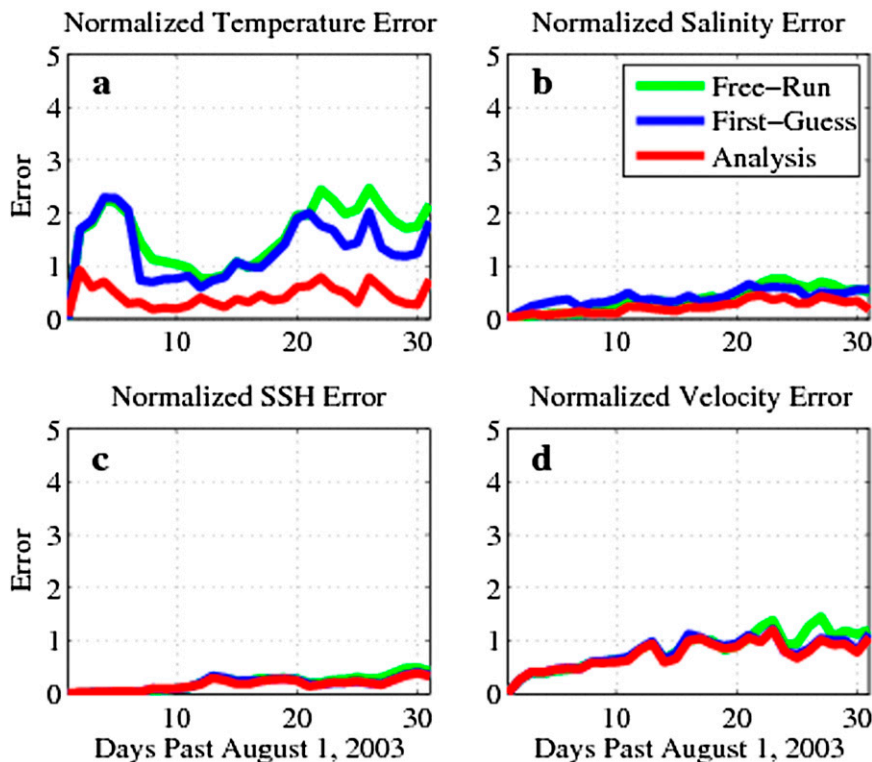 Normalized Temperature Error
Normalized Salinity Error
5
4
3
2
1
0
Error
a
10
20
30
5
4
3
2
1
0
b
Free-Run
First-Guess
Analysis
10
20
30
Normalized SSH Error
Normalized Velocity Error
5
4
3
2
1
0
Error
c
10
20
30
Days Past August 1, 2003
5
4
3
2
1
0
d
10
20
30
Days Past August 1, 2003